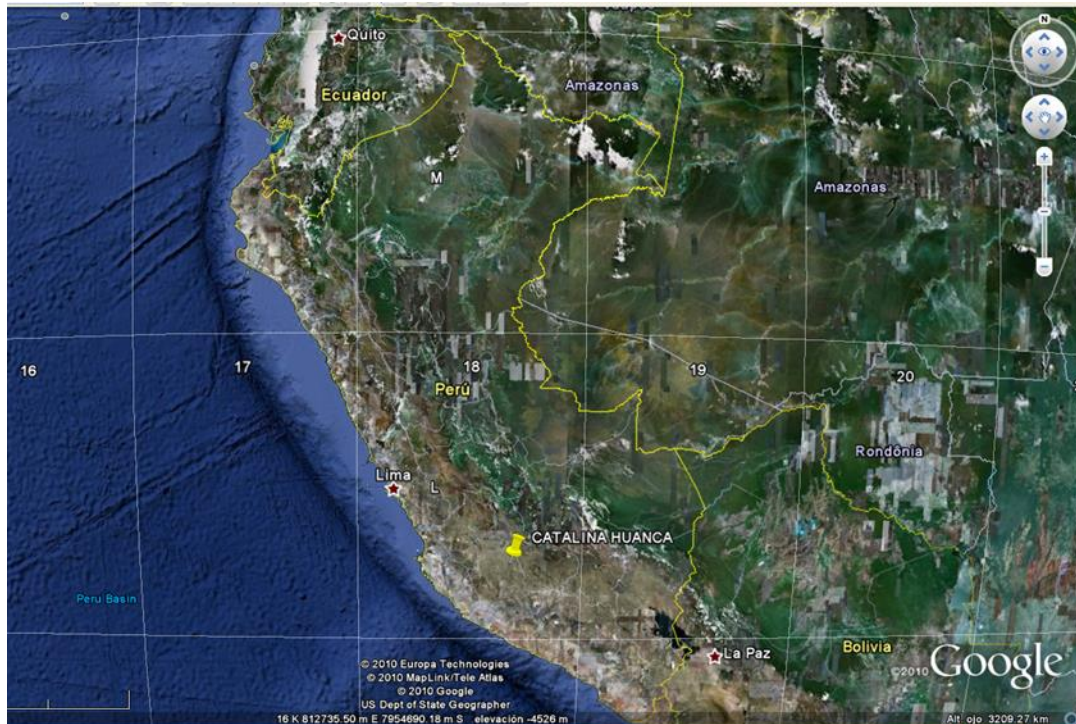 N
Quito
Ecuador
Amazonas
M
Amazonas
16
17
18
19
20
Perú
Rondônia
Lima
L
CATALINA HUANCA
Peru Basin
Bolivia
La Paz
© 2010 Europa Technologies
© 2010 MapLink/Tele Atlas
© 2010 Google
US Dept of State Geographer
©2010 Google
16 K 812735.50 m E 7954690.18 m S elevación -4526 m
Alt. ojo 3209.27 km